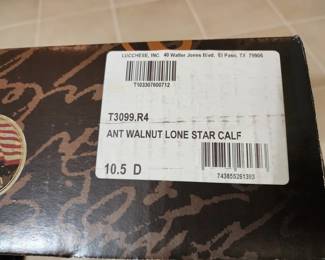 LUCCHESE, INC. 40 Walter Jones Blvd. El Paso, TX 79906
T103307600712
T3099.R4
ANT WALNUT LONE STAR CALF
10.5 D